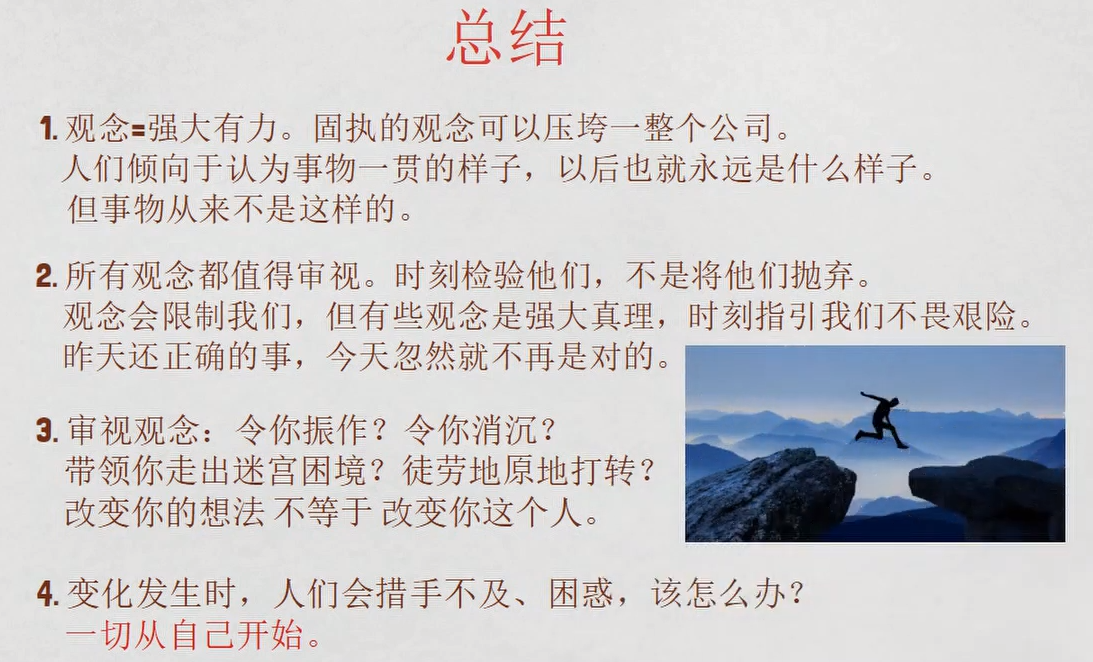 总结
1. 观念=强大有力。固执的观念可以压垮一整个公司。
人们倾向于认为事物一贯的样子，以后也就永远是什么样子。
但事物从来不是这样的。
2. 所有观念都值得审视。时刻检验他们，不是将他们抛弃。
观念会限制我们，但有些观念是强大真理，时刻指引我们不畏艰险。
昨天还正确的事，今天忽然就不再是对的。
3. 审视观念：令你振作？令你消沉？
带领你走出迷宫困境？徒劳地原地打转？
改变你的想法 不等于 改变你这个人。
4. 变化发生时，人们会措手不及、困惑，该怎么办？
一切从自己开始。